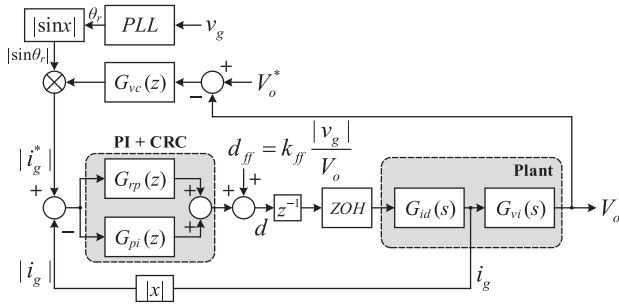 |sinx|
θr
PLL
vg
|sinθr|
Gvc(z)
+
−
Vo*
|ig*|
PI + CRC
dff = kff |vg| / Vo
Plant
Grp(z)
+
+
+
+
+
−
Gpi(z)
d
z⁻¹
ZOH
Gid(s)
Gvi(s)
Vo
|ig|
|x|
ig